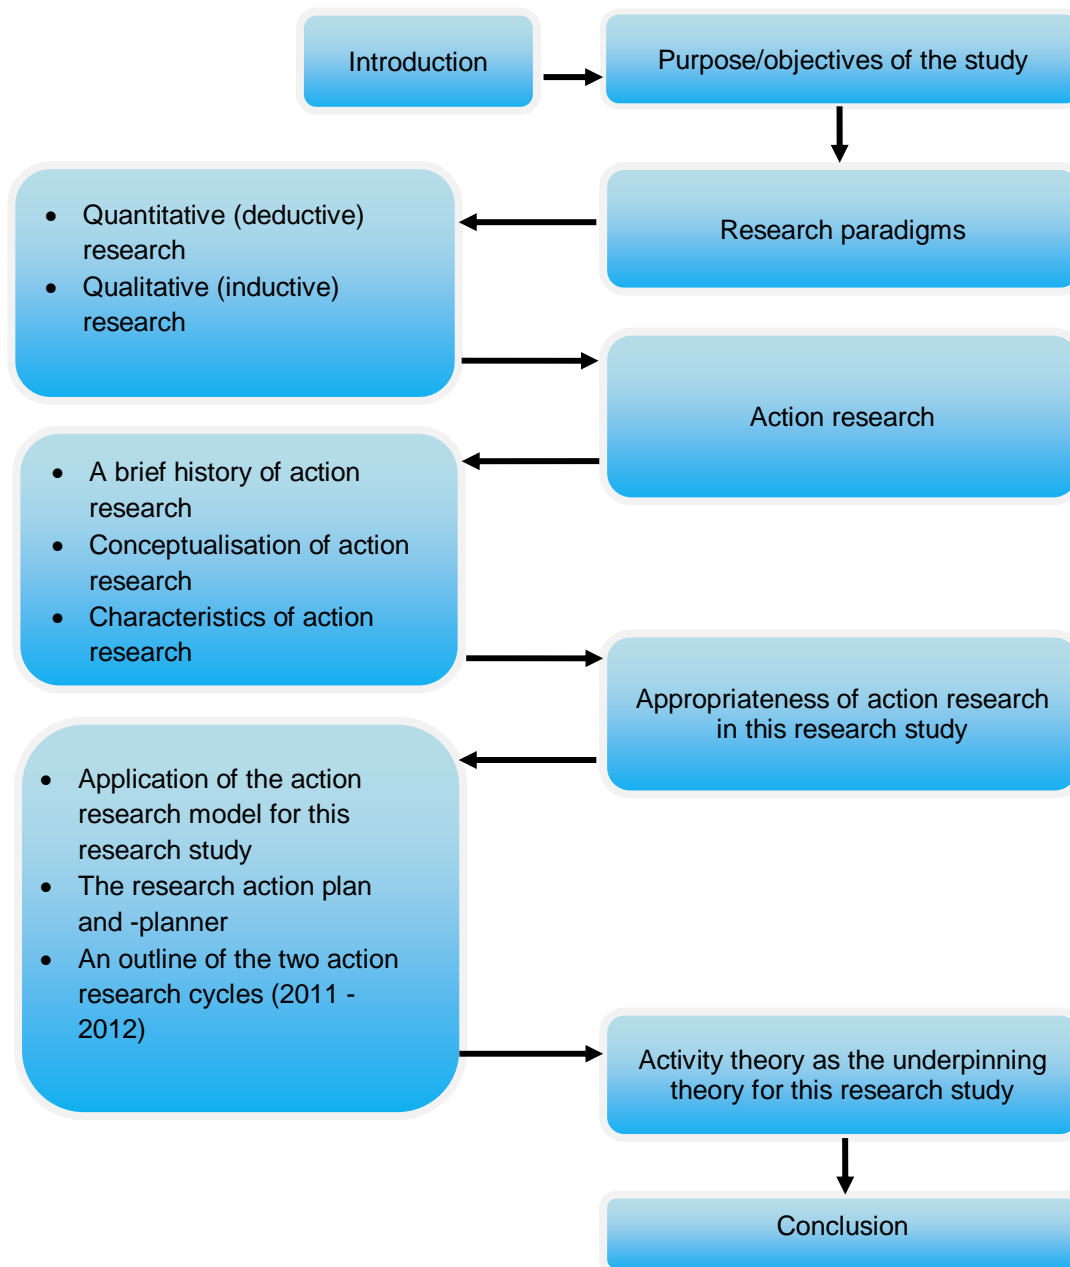 Introduction
Purpose/objectives of the study
Research paradigms
• Quantitative (deductive)
research
• Qualitative (inductive)
research
Action research
• A brief history of action
research
• Conceptualisation of action
research
• Characteristics of action
research
Appropriateness of action research
in this research study
• Application of the action
research model for this
research study
• The research action plan
and -planner
• An outline of the two action
research cycles (2011 -
2012)
Activity theory as the underpinning
theory for this research study
Conclusion